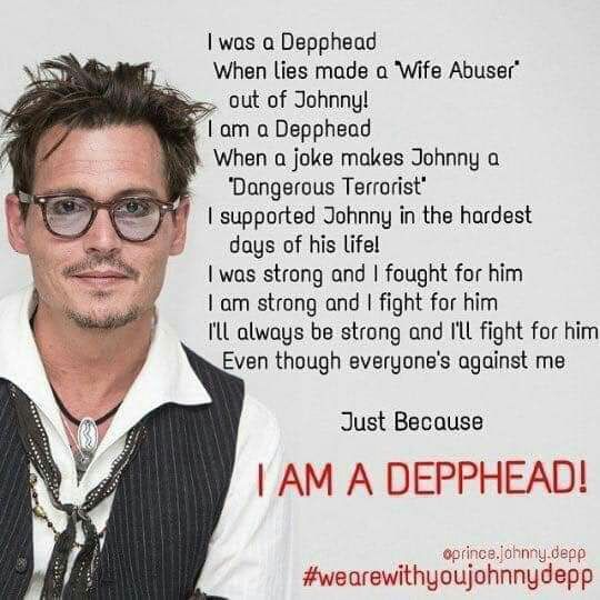 I was a Depphead
When lies made a "Wife Abuser"
out of Johnny!
I am a Depphead
When a joke makes Johnny a
"Dangerous Terrorist"
I supported Johnny in the hardest
days of his life!
I was strong and I fought for him
I am strong and I fight for him
I'll always be strong and I'll fight for him
Even though everyone's against me
Just Because
I AM A DEPPHEAD!
@prince.johnny.depp
#wearewithyoujohnnydepp